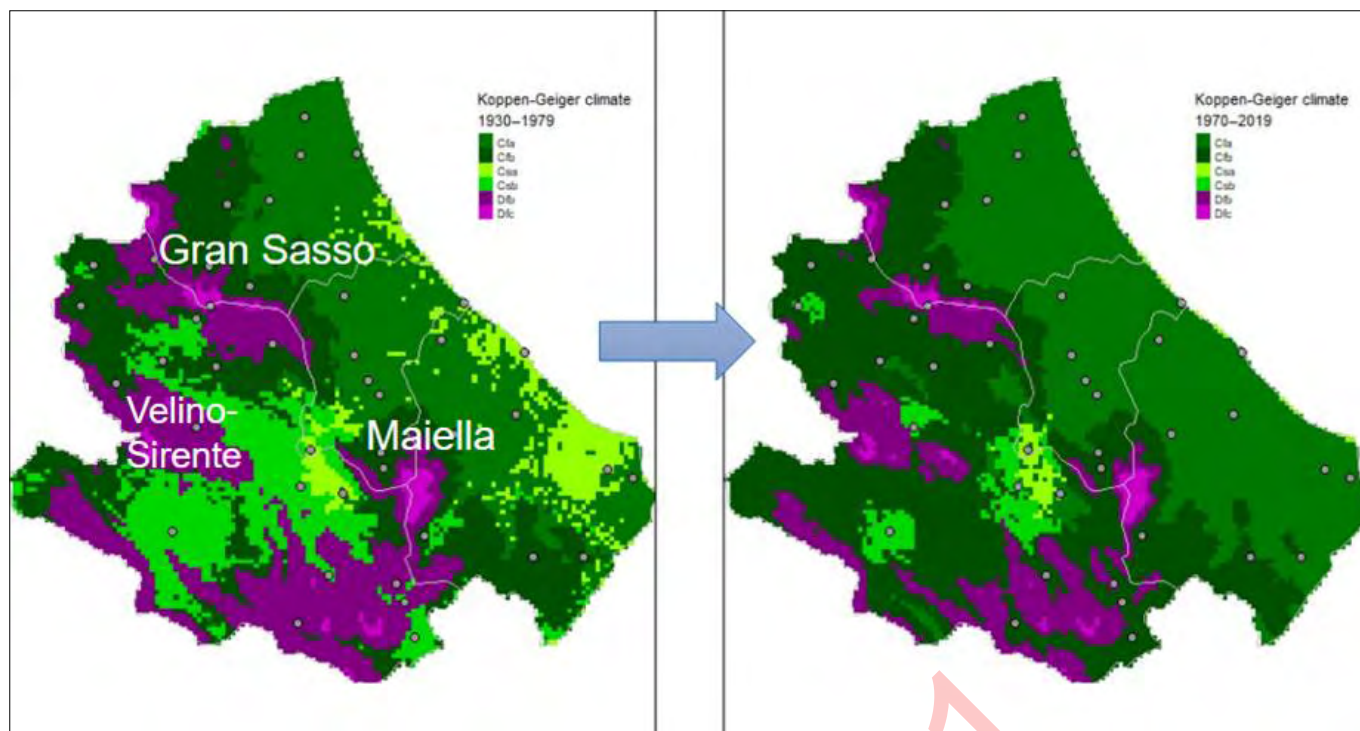 Koppen-Geiger climate
1930–1979
Cfa
Cfb
Csa
Csb
Dfb
Dfc
Gran Sasso
Velino-
Sirente
Maiella
Koppen-Geiger climate
1970–2019
Cfa
Cfb
Csa
Csb
Dfb
Dfc